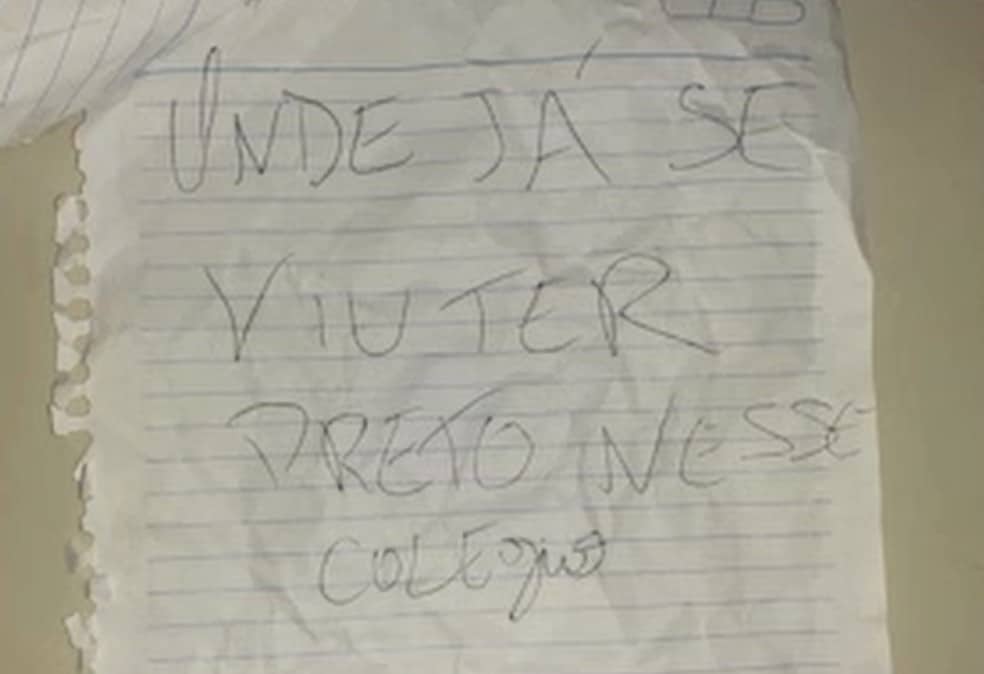 UNDE JÁ SE
VIU TER
PRETO NESSE
COLEGIO